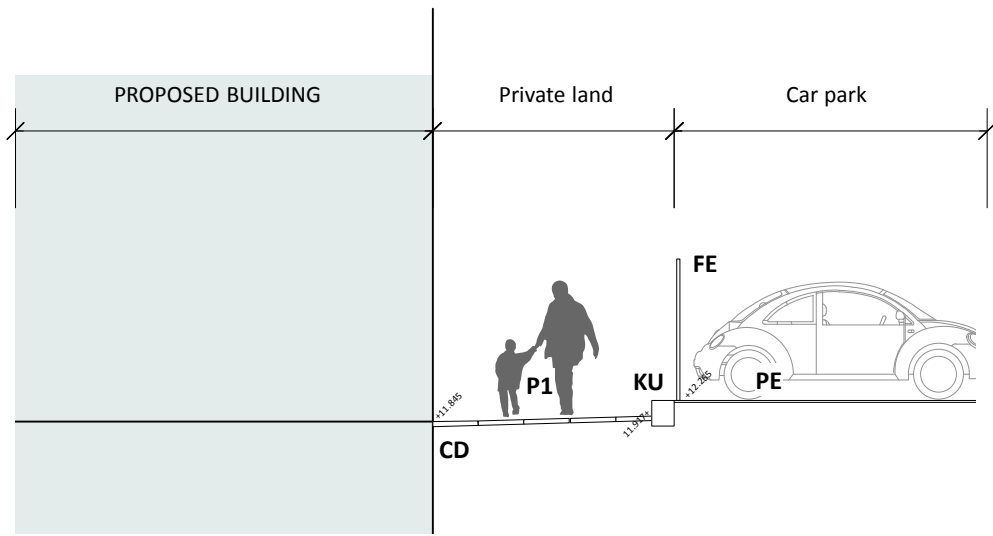 PROPOSED BUILDING
Private land
Car park
FE
+11.845
P1
KU
11.917+
+12.265
PE
CD